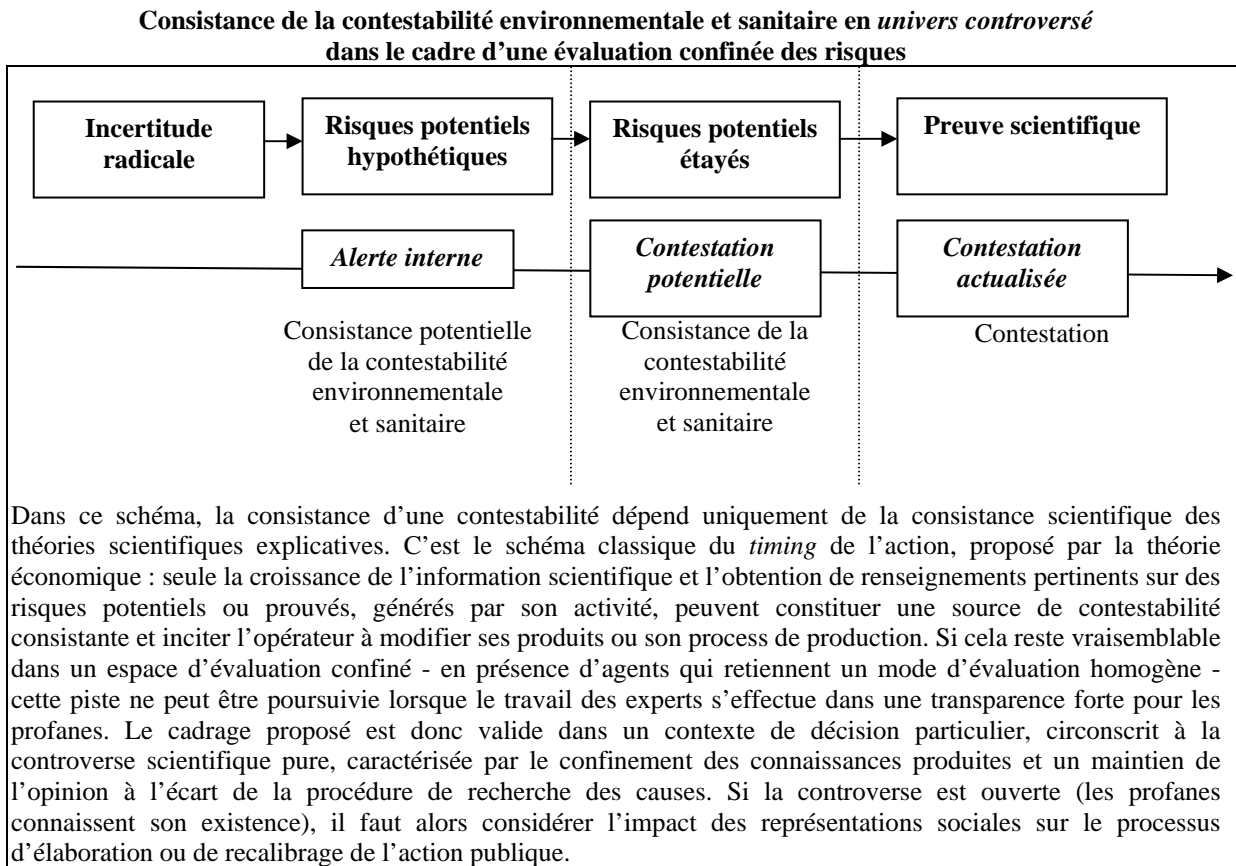 Consistance de la contestabilité environnementale et sanitaire en univers controversé
dans le cadre d’une évaluation confinée des risques
Incertitude
radicale
Risques potentiels
hypothétiques
Risques potentiels
étayés
Preuve scientifique
Alerte interne
Contestation
potentielle
Contestation
actualisée
Consistance potentielle
de la contestabilité
environnementale
et sanitaire
Consistance de la
contestabilité
environnementale
et sanitaire
Contestation
Dans ce schéma, la consistance d’une contestabilité dépend uniquement de la consistance scientifique des
théories scientifiques explicatives. C’est le schéma classique du timing de l’action, proposé par la théorie
économique : seule la croissance de l’information scientifique et l’obtention de renseignements pertinents sur des
risques potentiels ou prouvés, générés par son activité, peuvent constituer une source de contestabilité
consistante et inciter l’opérateur à modifier ses produits ou son process de production. Si cela reste vraisemblable
dans un espace d’évaluation confiné - en présence d’agents qui retiennent un mode d’évaluation homogène -
cette piste ne peut être poursuivie lorsque le travail des experts s’effectue dans une transparence forte pour les
profanes. Le cadrage proposé est donc valide dans un contexte de décision particulier, circonscrit à la
controverse scientifique pure, caractérisée par le confinement des connaissances produites et un maintien de
l’opinion à l’écart de la procédure de recherche des causes. Si la controverse est ouverte (les profanes
connaissent son existence), il faut alors considérer l’impact des représentations sociales sur le processus
d’élaboration ou de recalibrage de l’action publique.